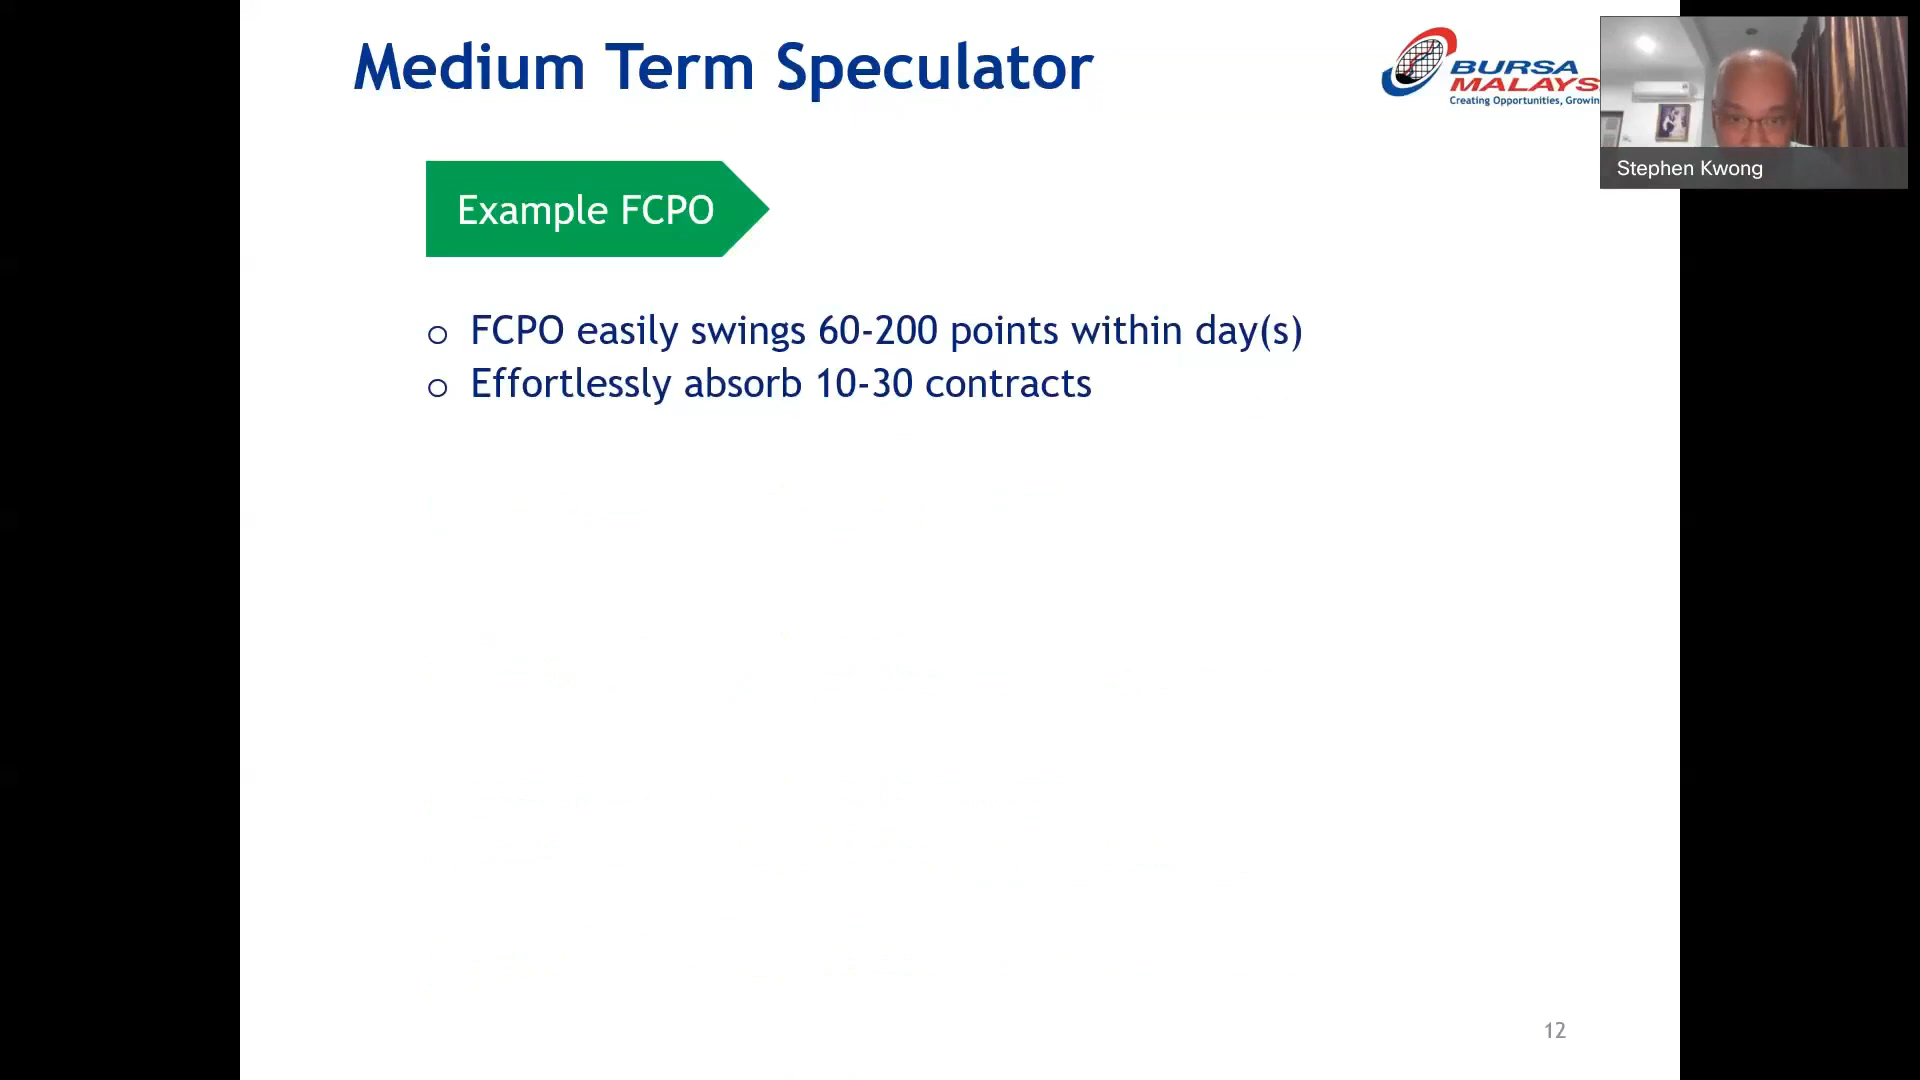 Medium Term Speculator
BURSA
MALAYS
Creating Opportunities, Growin
Stephen Kwong
Example FCPO
o FCPO easily swings 60-200 points within day(s)
o Effortlessly absorb 10-30 contracts
12